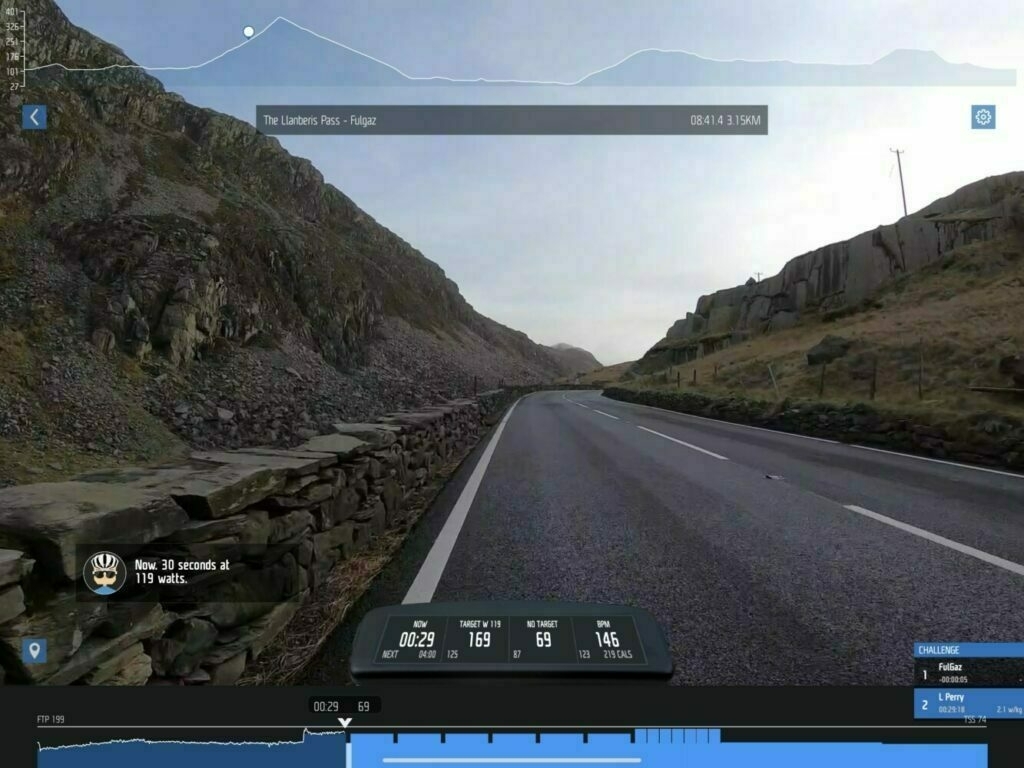 401
326
251
176
101
27
The Llanberis Pass - Fulgaz 08:41.4 3.15KM
Now. 30 seconds at
119 watts.
NOW TARGET W 119 NO TARGET BPM
00:29 169 69 146
NEXT 04:00 125 87 123 219 CALS
CHALLENGE
1 FulGaz
-00:00:05
2 L Perry
00:29:18 2.1 w/kg
00:29 69
FTP 199 TSS 74